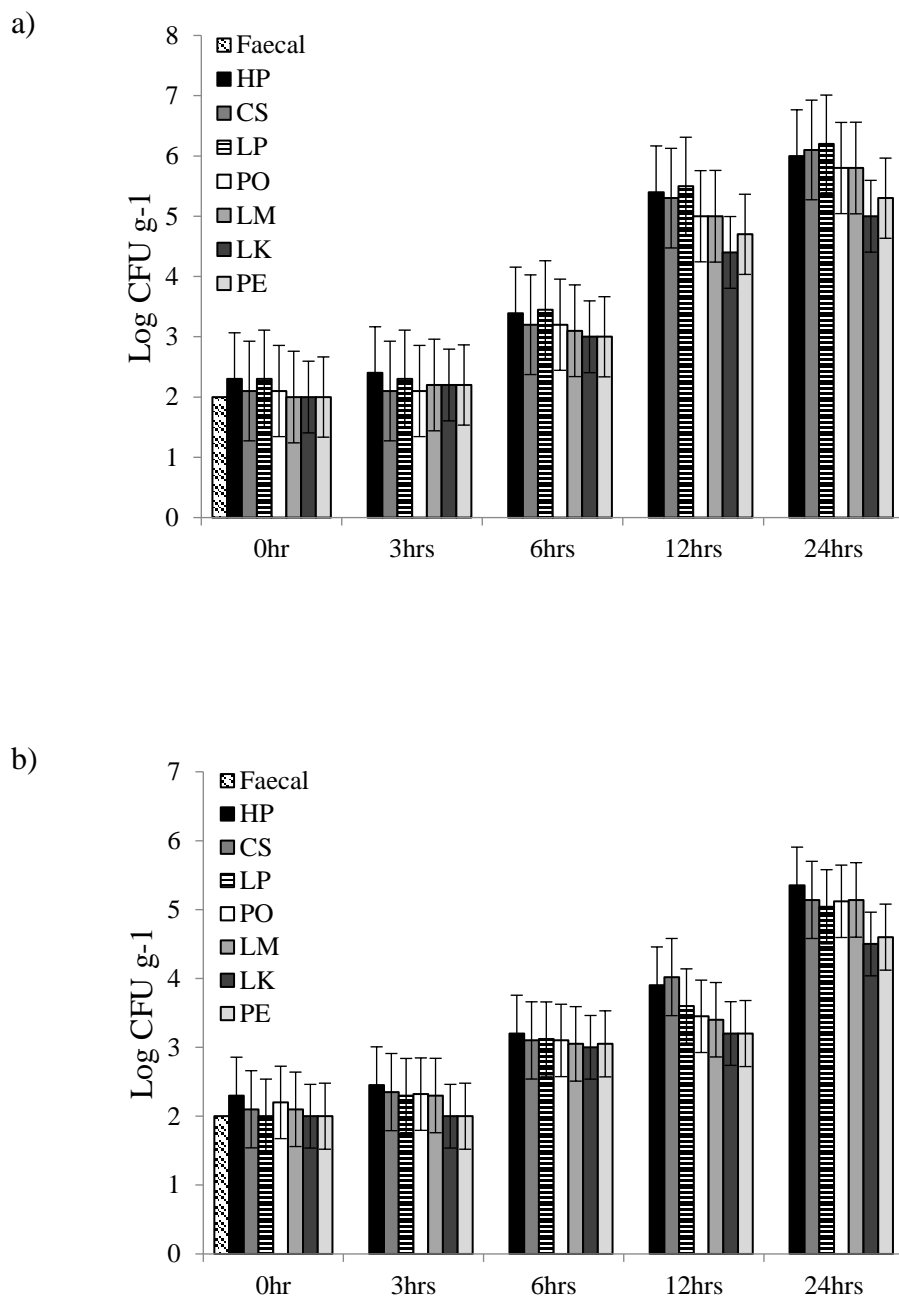 a)
Log CFU g-1
8
7
6
5
4
3
2
1
0
Faecal
HP
CS
LP
PO
LM
LK
PE
0hr 3hrs 6hrs 12hrs 24hrs
b)
Log CFU g-1
7
6
5
4
3
2
1
0
Faecal
HP
CS
LP
PO
LM
LK
PE
0hr 3hrs 6hrs 12hrs 24hrs